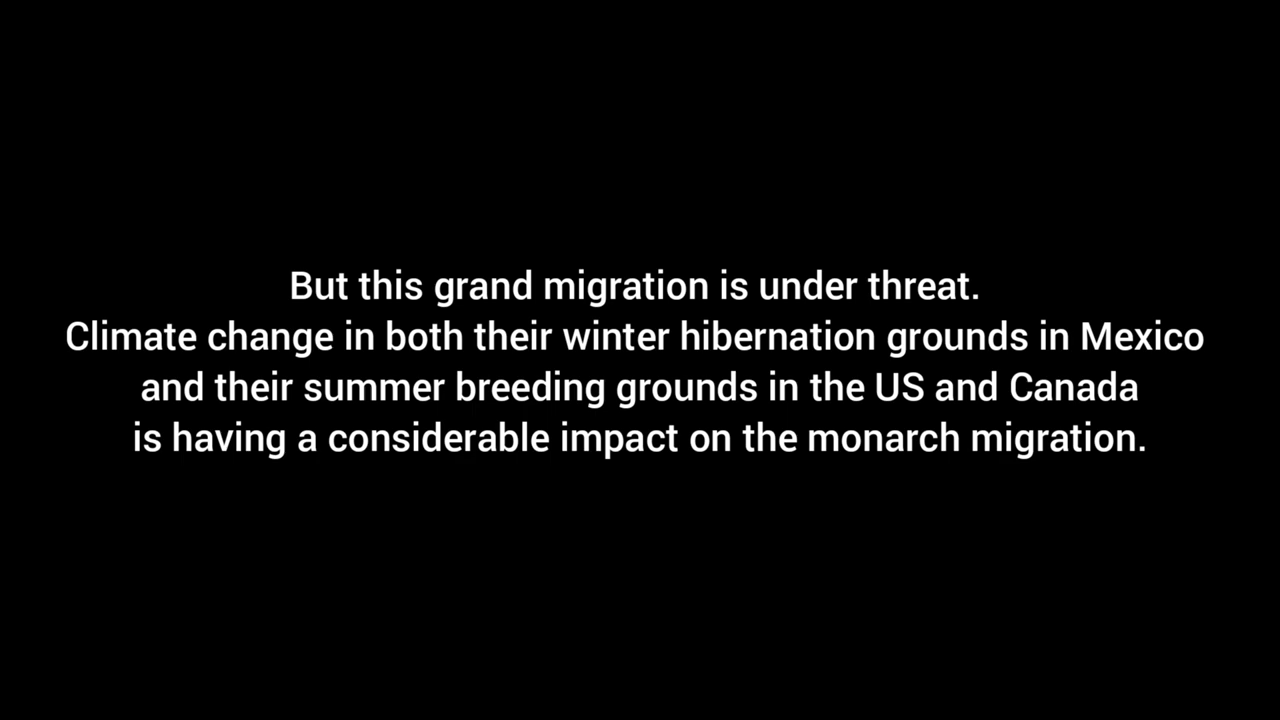 But this grand migration is under threat.
Climate change in both their winter hibernation grounds in Mexico
and their summer breeding grounds in the US and Canada
is having a considerable impact on the monarch migration.